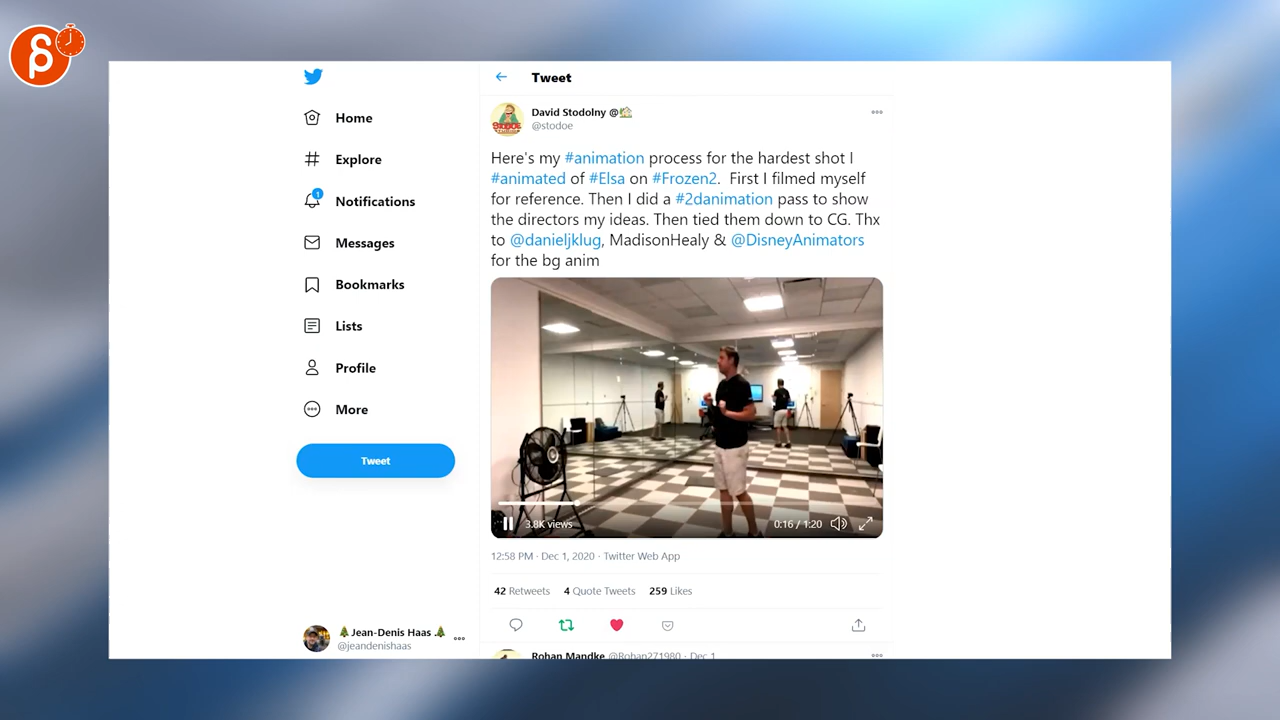 Tweet
Home
Explore
1
Notifications
Messages
Bookmarks
Lists
Profile
More
Tweet
Jean-Denis Haas
@jeandenishaas
David Stodolny @
@stodoe
Here's my #animation process for the hardest shot I
#animated of #Elsa on #Frozen2. First I filmed myself
for reference. Then I did a #2danimation pass to show
the directors my ideas. Then tied them down to CG. Thx
to @danieljklug, MadisonHealy & @DisneyAnimators
for the bg anim
3.8K views
0:16 / 1:20
12:58 PM · Dec 1, 2020 · Twitter Web App
42 Retweets 4 Quote Tweets 259 Likes
Rohan Mandke @Rohan271980 · Dec 1